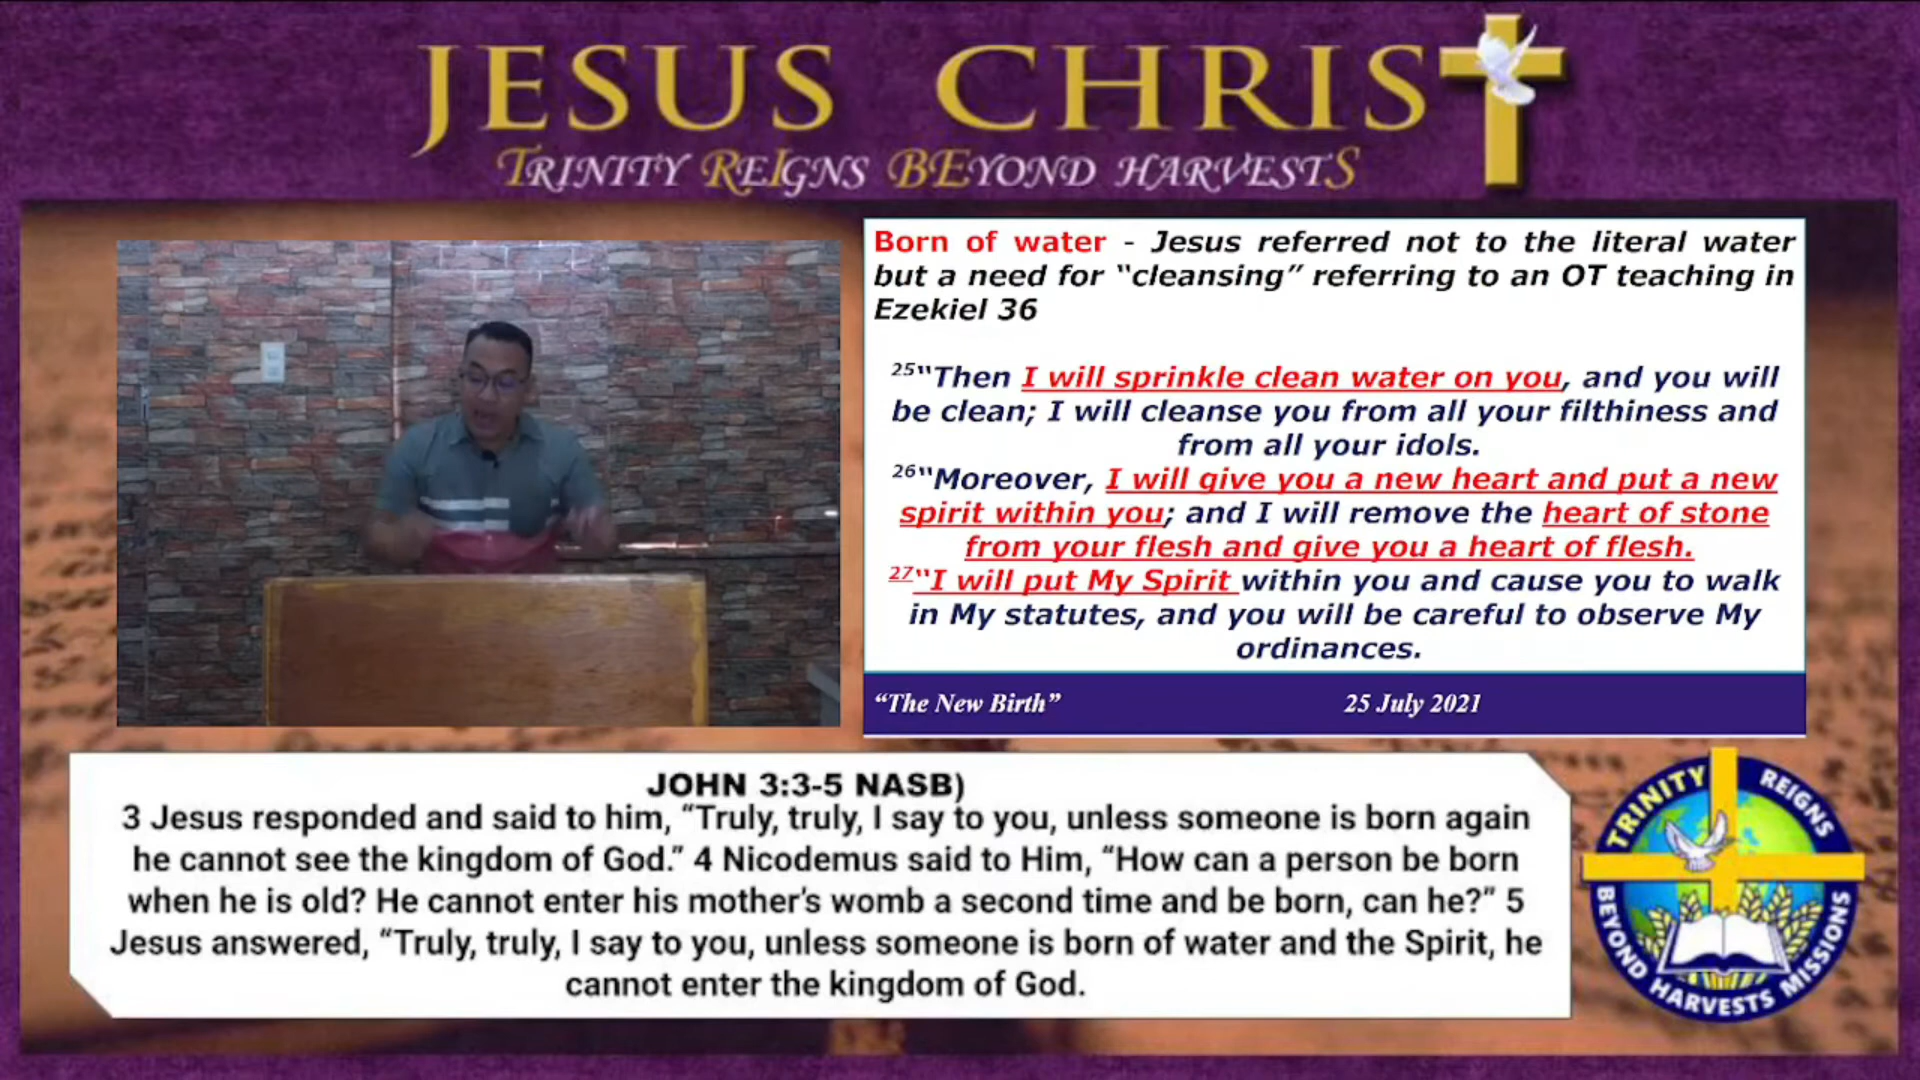 JESUS CHRIST
TRINITY REIGNS BEYOND HARVESTS
Born of water - Jesus referred not to the literal water
but a need for “cleansing” referring to an OT teaching in
Ezekiel 36
25“Then I will sprinkle clean water on you, and you will
be clean; I will cleanse you from all your filthiness and
from all your idols.
26“Moreover, I will give you a new heart and put a new
spirit within you; and I will remove the heart of stone
from your flesh and give you a heart of flesh.
27“I will put My Spirit within you and cause you to walk
in My statutes, and you will be careful to observe My
ordinances.
“The New Birth” 25 July 2021
JOHN 3:3-5 NASB)
3 Jesus responded and said to him, “Truly, truly, I say to you, unless someone is born again
he cannot see the kingdom of God.” 4 Nicodemus said to Him, “How can a person be born
when he is old? He cannot enter his mother’s womb a second time and be born, can he?” 5
Jesus answered, “Truly, truly, I say to you, unless someone is born of water and the Spirit, he
cannot enter the kingdom of God.
TRINITY REIGNS
BEYOND HARVESTS MISSIONS